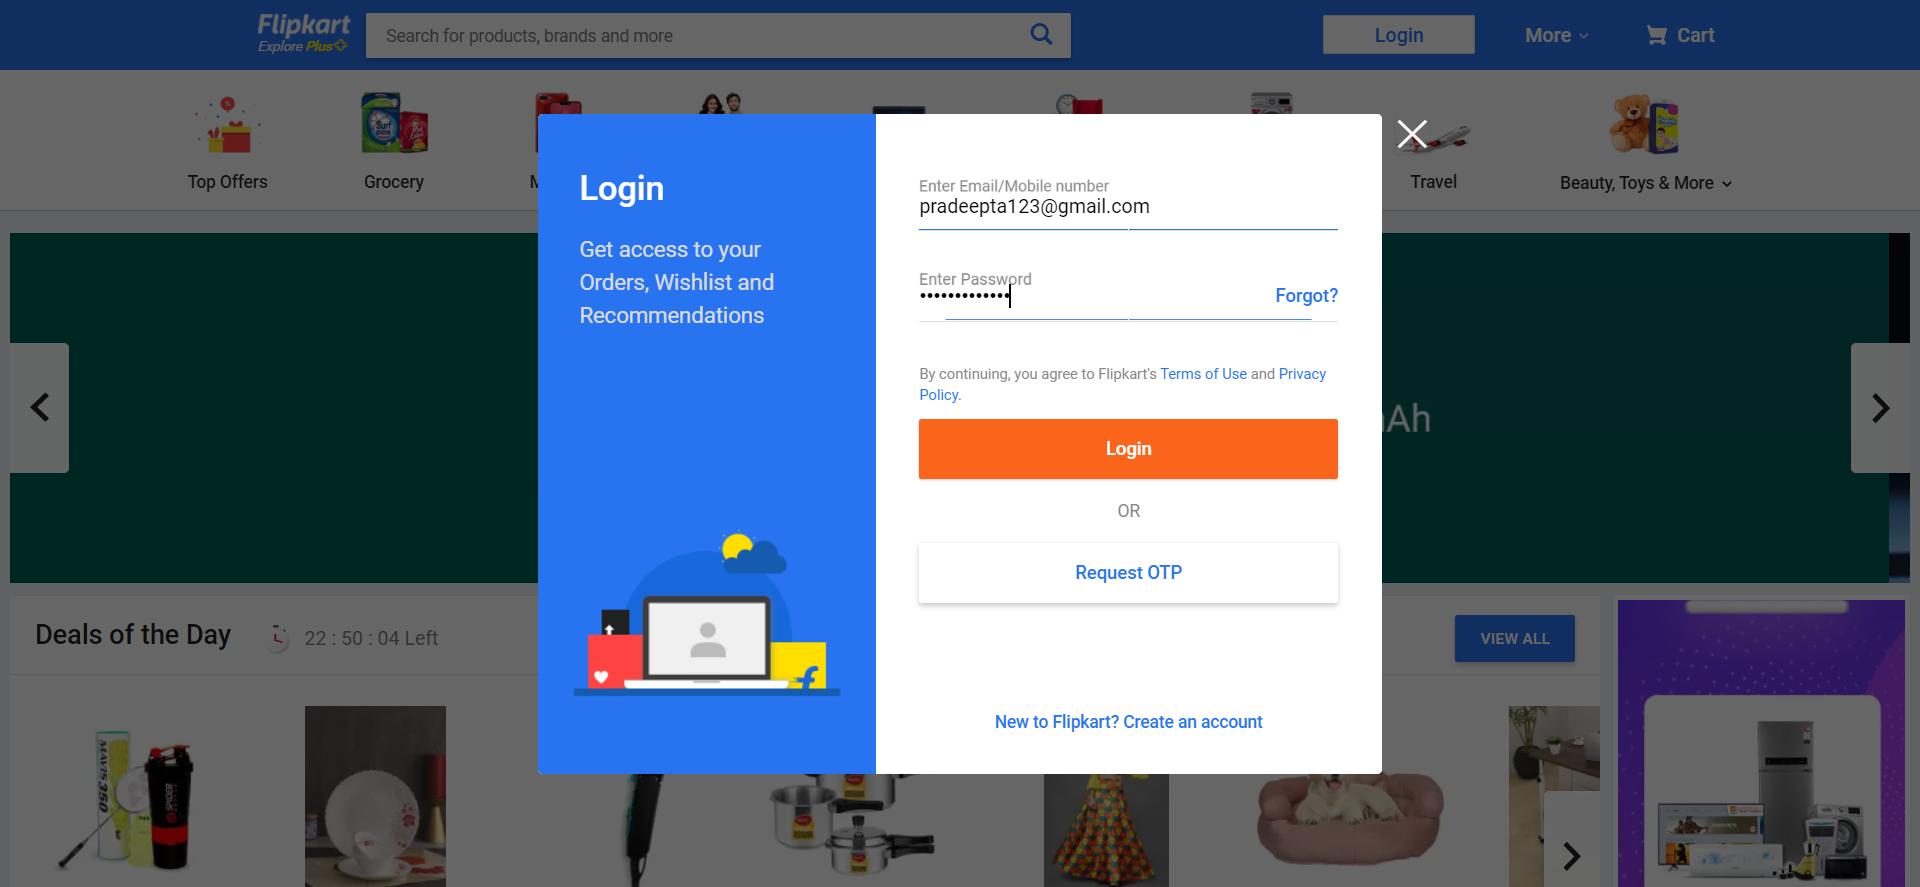 Flipkart
Explore Plus
Search for products, brands and more
Login
More
Cart
Top Offers
Grocery
M
Travel
Beauty, Toys & More
Login
Get access to your
Orders, Wishlist and
Recommendations
Enter Email/Mobile number
pradeepta123@gmail.com
Enter Password
•••••••••••••
Forgot?
By continuing, you agree to Flipkart's Terms of Use and Privacy
Policy.
Login
OR
Request OTP
New to Flipkart? Create an account
Ah
Deals of the Day
22 : 50 : 04 Left
VIEW ALL
MAVIS 350
SPIDER
Surf